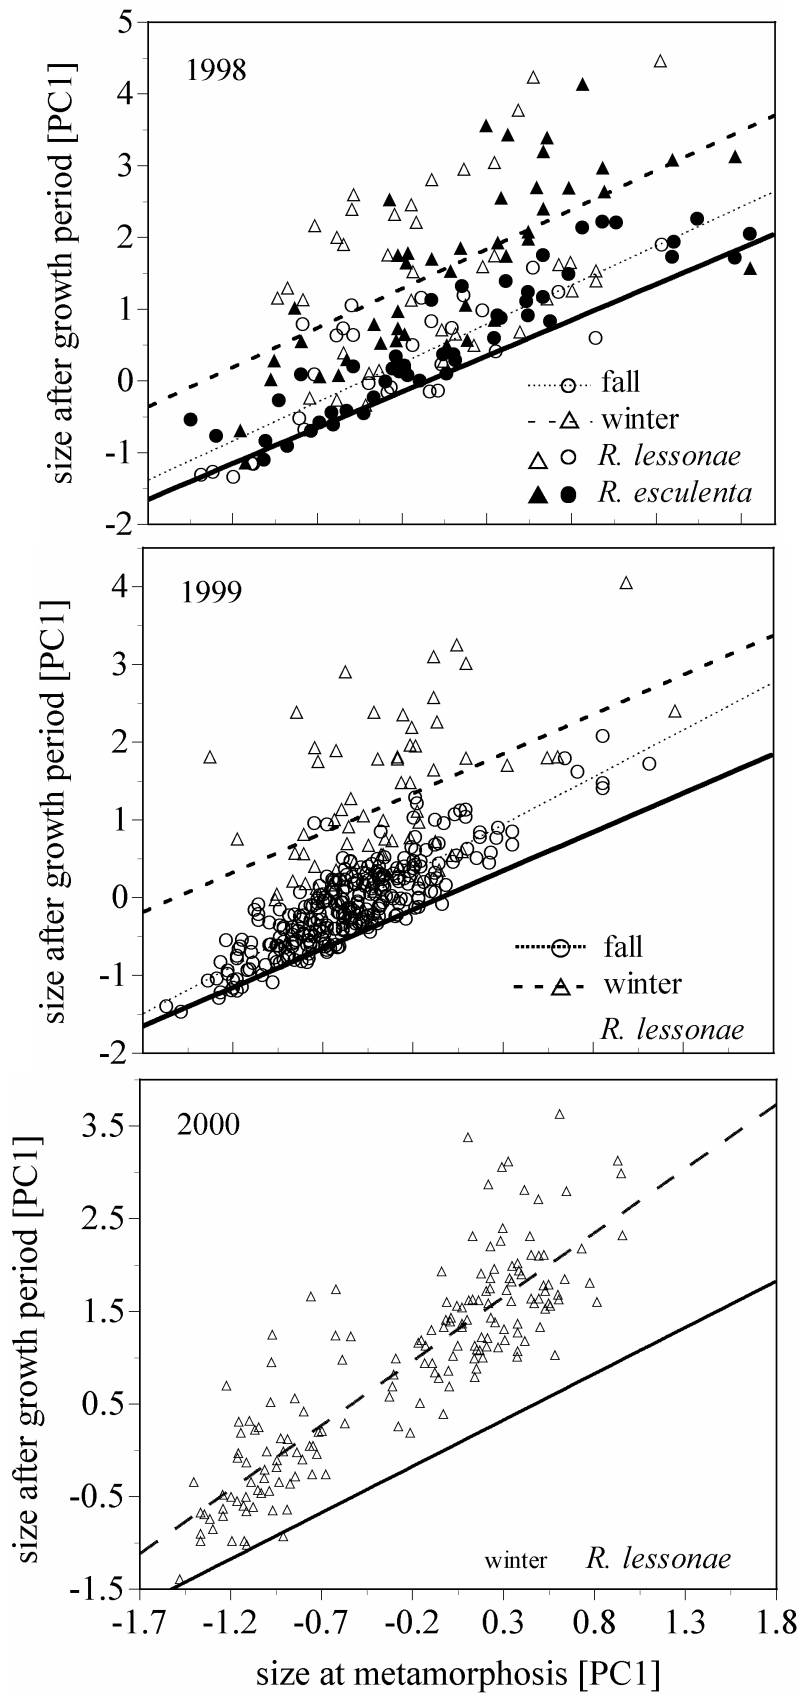 1998
5
4
3
2
1
0
-1
-2
size after growth period [PC1]
fall
winter
R. lessonae
R. esculenta
1999
4
3
2
1
0
-1
-2
size after growth period [PC1]
fall
winter
R. lessonae
2000
3.5
2.5
1.5
0.5
-0.5
-1.5
size after growth period [PC1]
winter R. lessonae
-1.7 -1.2 -0.7 -0.2 0.3 0.8 1.3 1.8
size at metamorphosis [PC1]